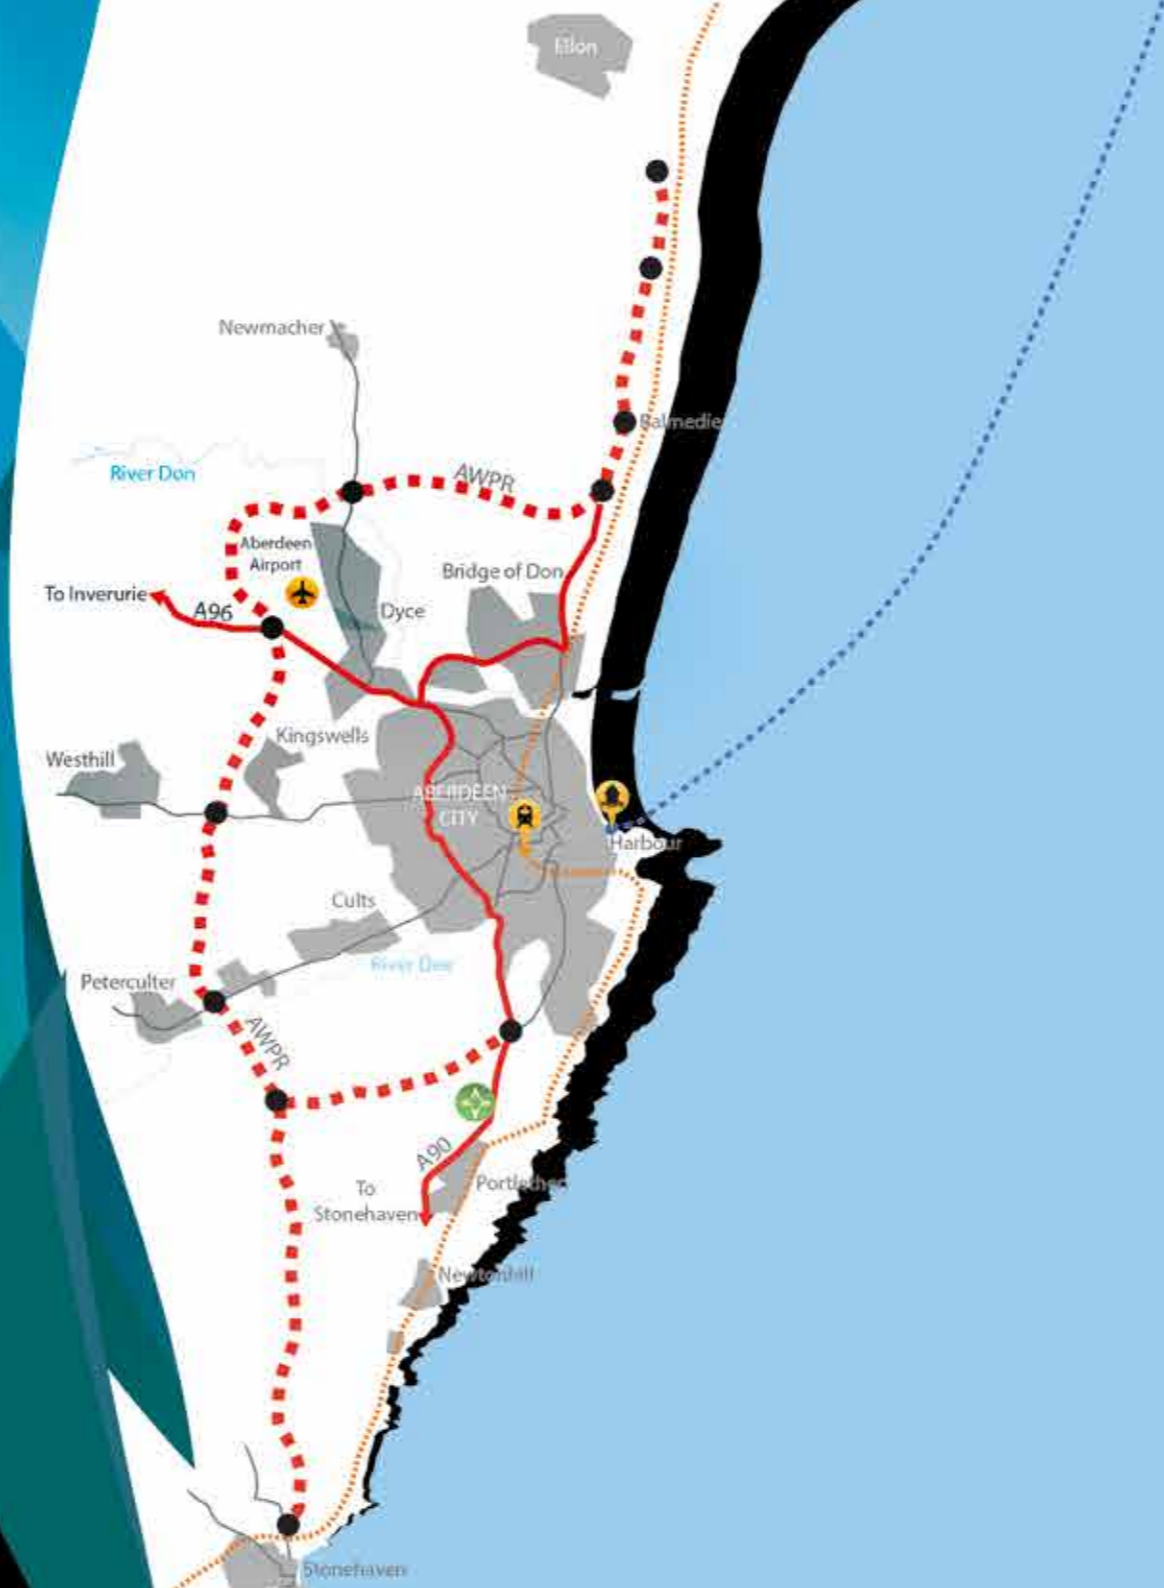 Ellon
Newmacher
Balmedie
River Don
AWPR
Aberdeen
Airport
Bridge of Don
To Inverurie
A96
Dyce
Kingswells
Westhill
ABERDEEN
CITY
Harbour
Cults
River Dee
Peterculter
AWPR
A90
To
Stonehaven
Portlethen
Newtonhill
Stonehaven